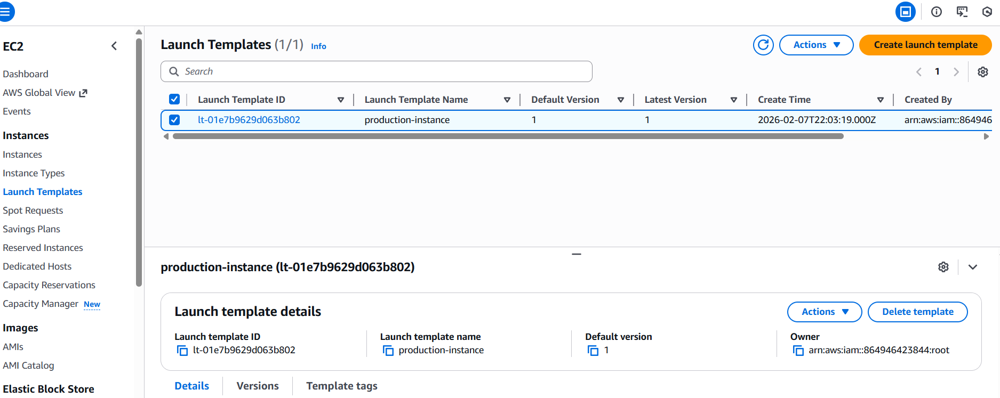 EC2
Dashboard
AWS Global View
Events
Instances
Instances
Instance Types
Launch Templates
Spot Requests
Savings Plans
Reserved Instances
Dedicated Hosts
Capacity Reservations
Capacity Manager New
Images
AMIs
AMI Catalog
Elastic Block Store
Launch Templates (1/1) Info
Actions
Create launch template
Search
1
Launch Template ID Launch Template Name Default Version Latest Version Create Time Created By
lt-01e7b9629d063b802 production-instance 1 1 2026-02-07T22:03:19.000Z arn:aws:iam::864946
production-instance (lt-01e7b9629d063b802)
Launch template details
Actions
Delete template
Launch template ID Launch template name Default version Owner
lt-01e7b9629d063b802 production-instance 1 arn:aws:iam::864946423844:root
Details Versions Template tags